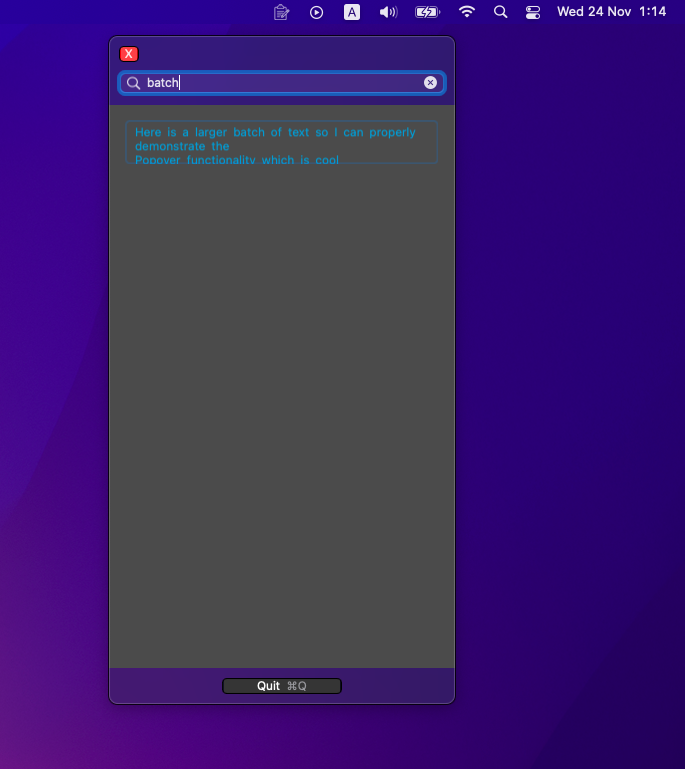 A
Wed 24 Nov 1:14
X
batch
Here is a larger batch of text so I can properly
demonstrate the
Popover functionality which is cool
Quit ⌘Q